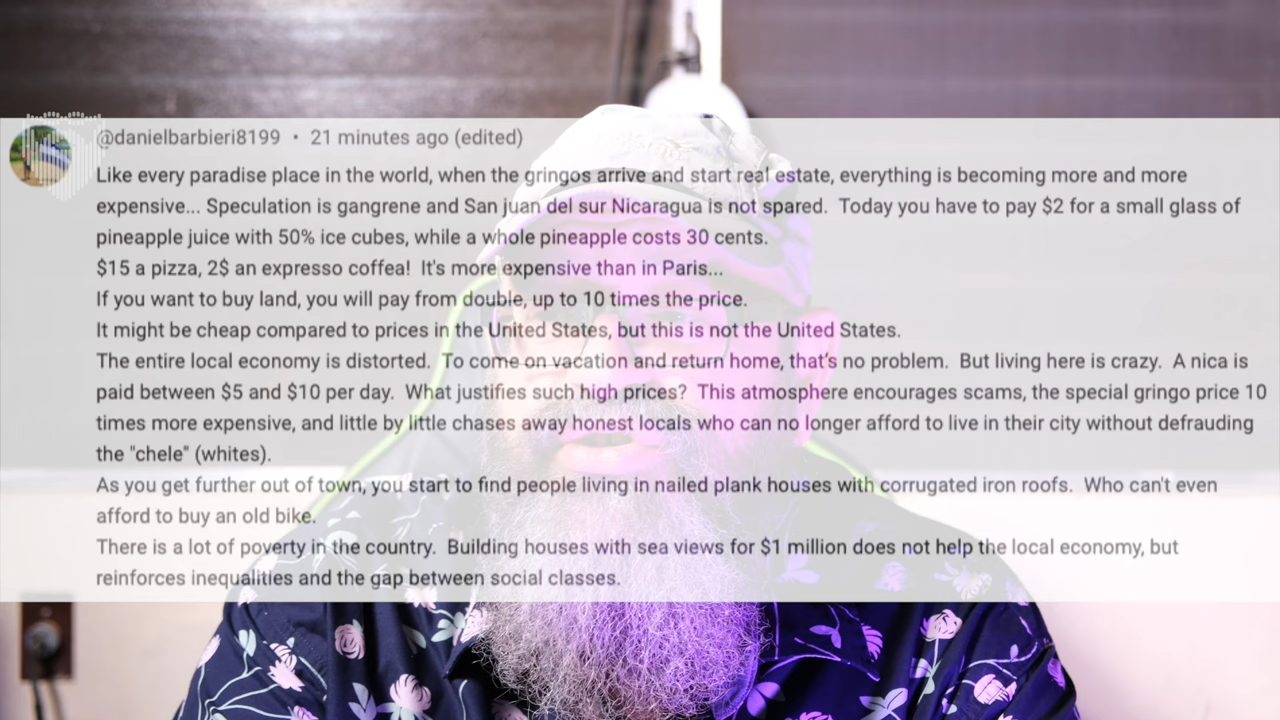 @danielbarbieri8199 • 21 minutes ago (edited)
Like every paradise place in the world, when the gringos arrive and start real estate, everything is becoming more and more
expensive... Speculation is gangrene and San juan del sur Nicaragua is not spared.  Today you have to pay $2 for a small glass of
pineapple juice with 50% ice cubes, while a whole pineapple costs 30 cents.
$15 a pizza, 2$ an expresso coffea!  It's more expensive than in Paris...
If you want to buy land, you will pay from double, up to 10 times the price.
It might be cheap compared to prices in the United States, but this is not the United States.
The entire local economy is distorted.  To come on vacation and return home, that's no problem.  But living here is crazy.  A nica is
paid between $5 and $10 per day.  What justifies such high prices?  This atmosphere encourages scams, the special gringo price 10
times more expensive, and little by little chases away honest locals who can no longer afford to live in their city without defrauding
the "chele" (whites).
As you get further out of town, you start to find people living in nailed plank houses with corrugated iron roofs.  Who can't even
afford to buy an old bike.
There is a lot of poverty in the country.  Building houses with sea views for $1 million does not help the local economy, but
reinforces inequalities and the gap between social classes.